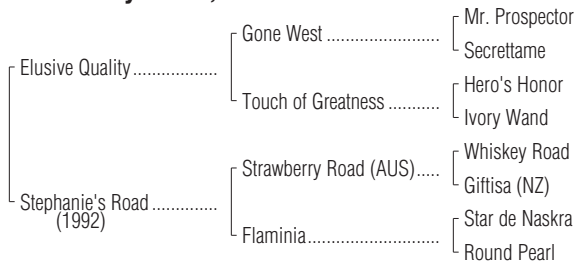 Mr. Prospector
Gone West
Secrettame
Elusive Quality
Hero's Honor
Touch of Greatness
Ivory Wand
Whiskey Road
Strawberry Road (AUS)
Giftisa (NZ)
Stephanie's Road
(1992)
Star de Naskra
Flaminia
Round Pearl